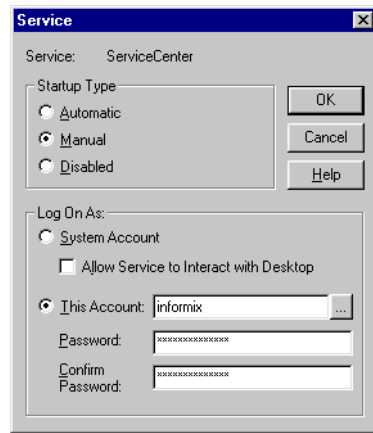 Service
Service: ServiceCenter
Startup Type
Automatic
Manual
Disabled
OK
Cancel
Help
Log On As:
System Account
Allow Service to Interact with Desktop
This Account: informix ...
Password: **************
Confirm
Password: **************